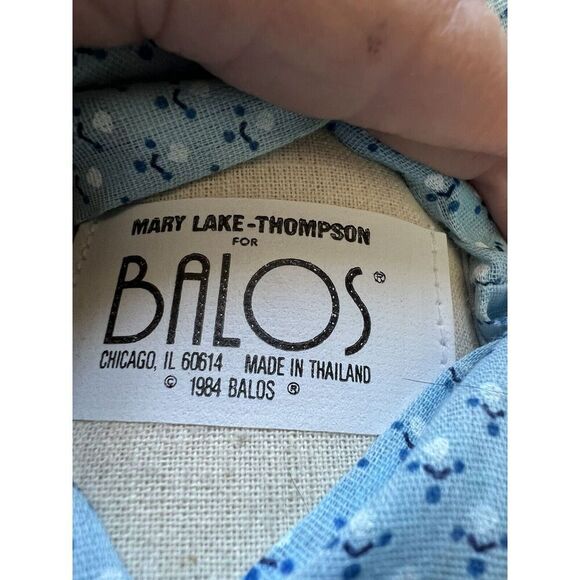 MARY LAKE-THOMPSON
FOR
BALOS®
CHICAGO, IL 60614 MADE IN THAILAND
© 1984 BALOS ®